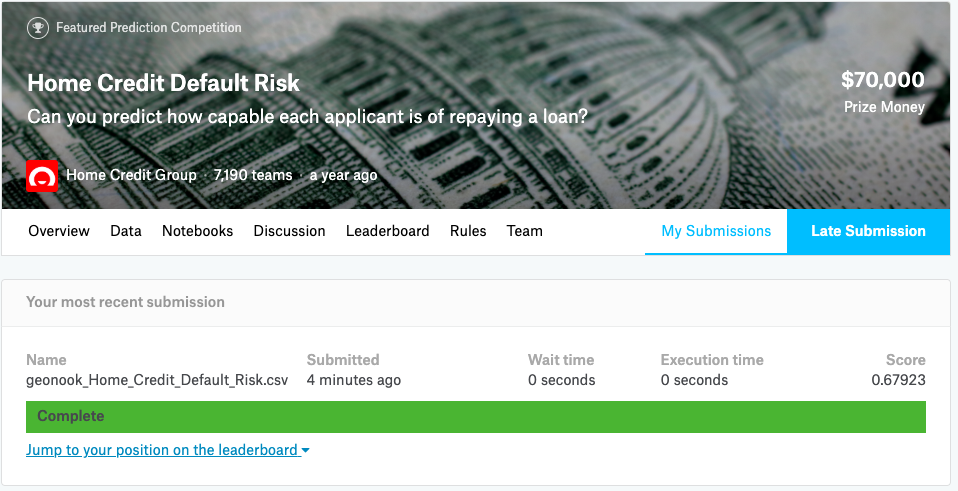 Featured Prediction Competition
Home Credit Default Risk
$70,000
Can you predict how capable each applicant is of repaying a loan?
Prize Money
Home Credit Group · 7,190 teams · a year ago
Overview Data Notebooks Discussion Leaderboard Rules Team My Submissions Late Submission
Your most recent submission
Name Submitted Wait time Execution time Score
geonook_Home_Credit_Default_Risk.csv 4 minutes ago 0 seconds 0 seconds 0.67923
Complete
Jump to your position on the leaderboard